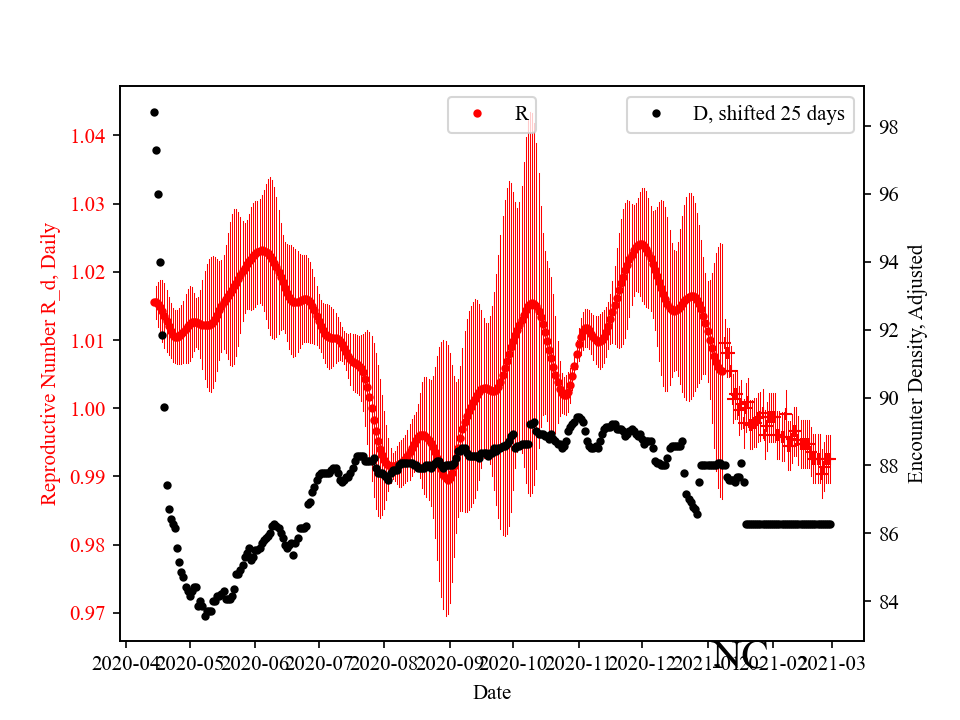 R
D, shifted 25 days
1.04
1.03
1.02
1.01
1.00
0.99
0.98
0.97
Reproductive Number R_d, Daily
98
96
94
92
90
88
86
84
Encounter Density, Adjusted
2020-04 2020-05 2020-06 2020-07 2020-08 2020-09 2020-10 2020-11 2020-12 2021-01 2021-02 2021-03
NC
Date